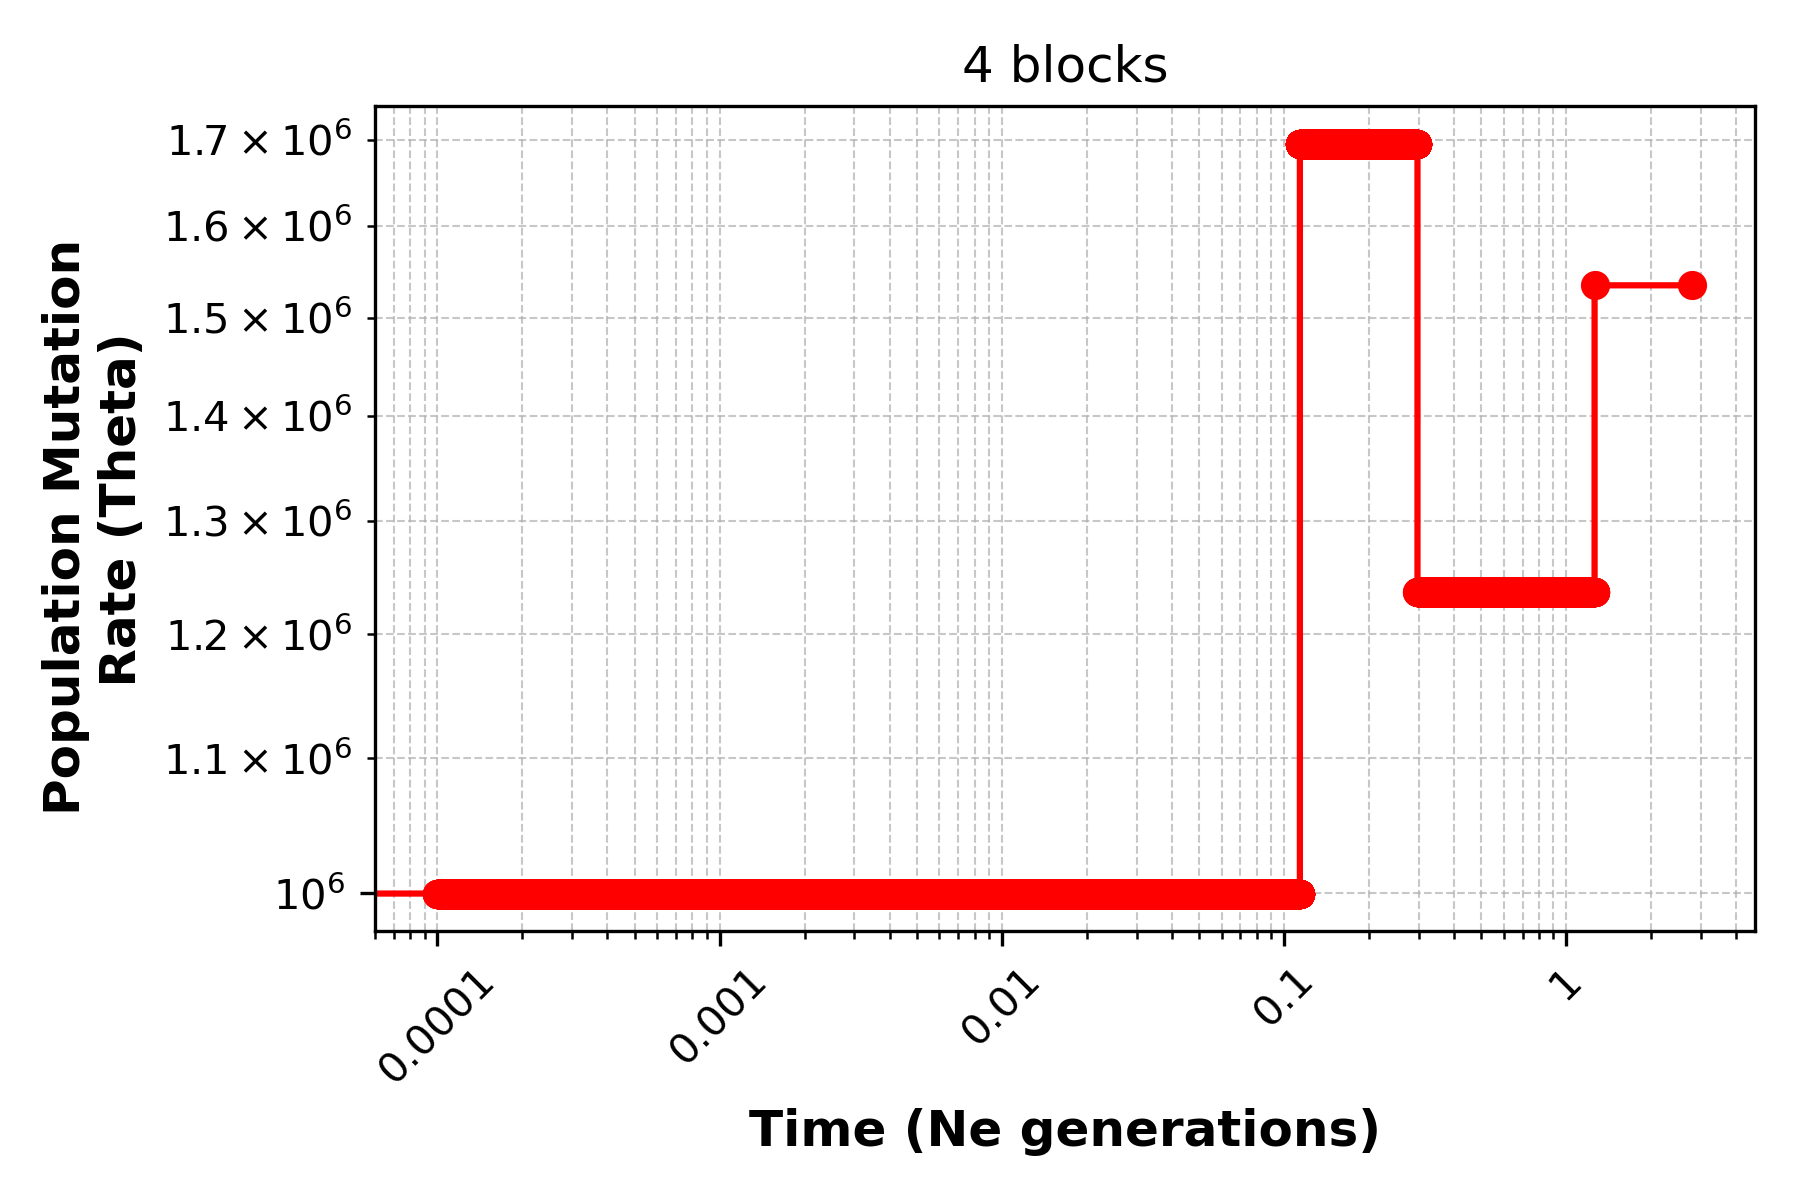 4 blocks
Population Mutation
Rate (Theta)
1.7 × 10⁶
1.6 × 10⁶
1.5 × 10⁶
1.4 × 10⁶
1.3 × 10⁶
1.2 × 10⁶
1.1 × 10⁶
10⁶
0.0001
0.001
0.01
0.1
1
Time (Ne generations)